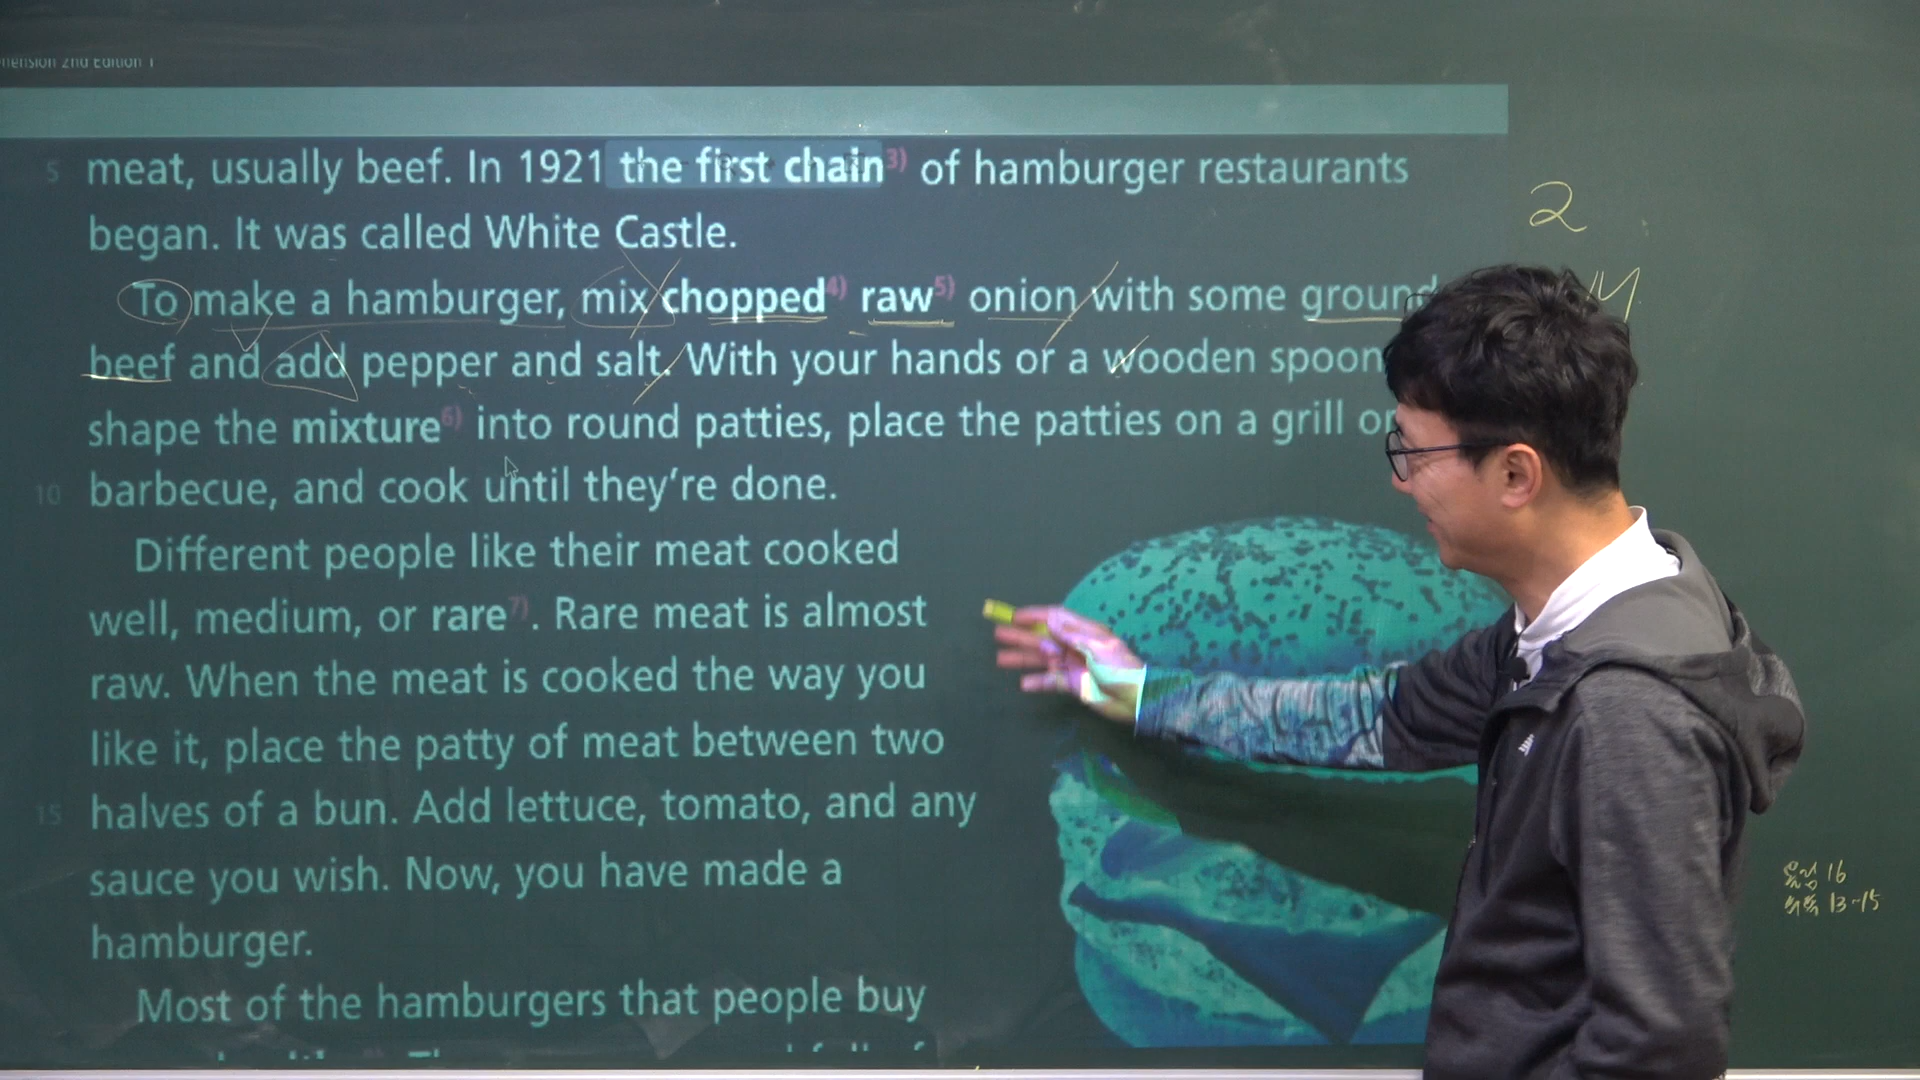 hension 2nd Edition 1
5 meat, usually beef. In 1921 the first chain3) of hamburger restaurants
began. It was called White Castle.
To make a hamburger, mix chopped4) raw5) onion with some ground
beef and add pepper and salt. With your hands or a wooden spoon
shape the mixture6) into round patties, place the patties on a grill or
10 barbecue, and cook until they're done.
Different people like their meat cooked
well, medium, or rare7). Rare meat is almost
raw. When the meat is cooked the way you
like it, place the patty of meat between two
15 halves of a bun. Add lettuce, tomato, and any
sauce you wish. Now, you have made a
hamburger.
Most of the hamburgers that people buy
2
16
13-15